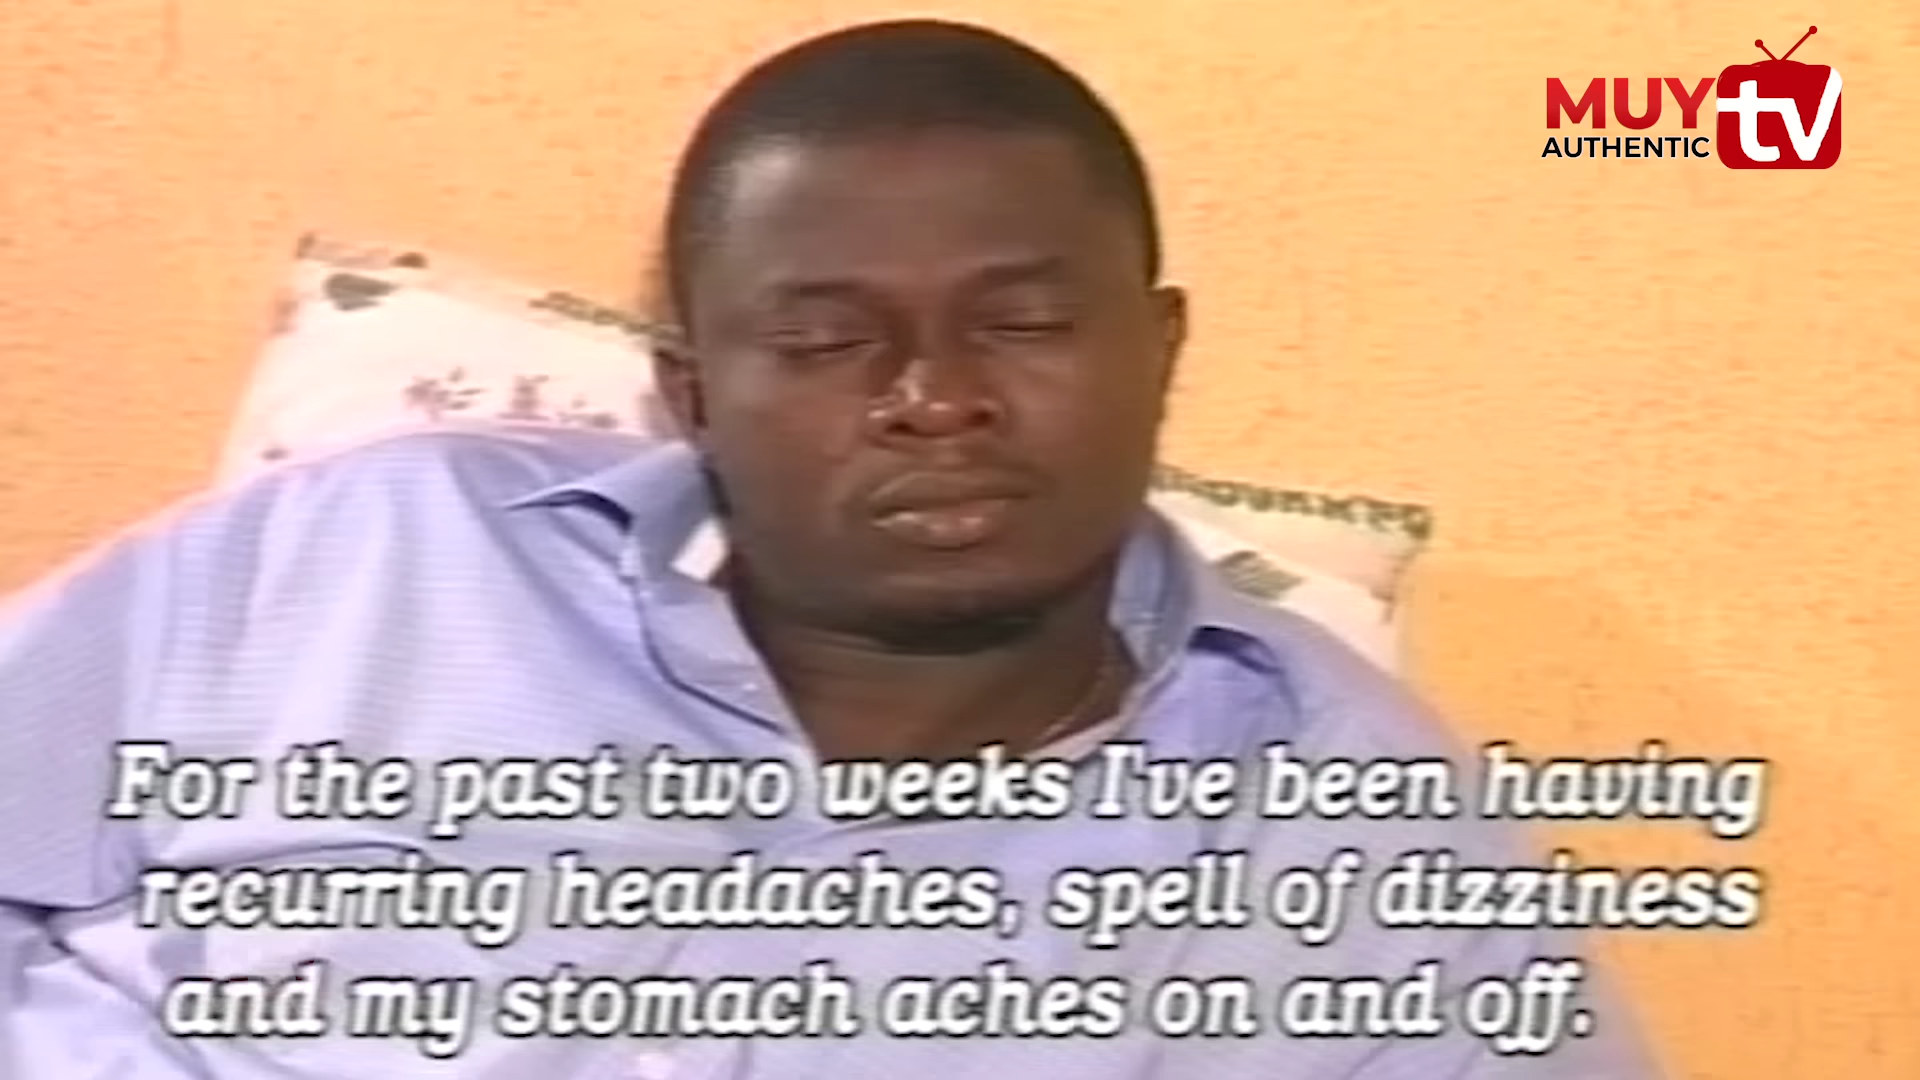 MUY
AUTHENTIC
tv
For the past two weeks I've been having
recurring headaches, spell of dizziness
and my stomach aches on and off.